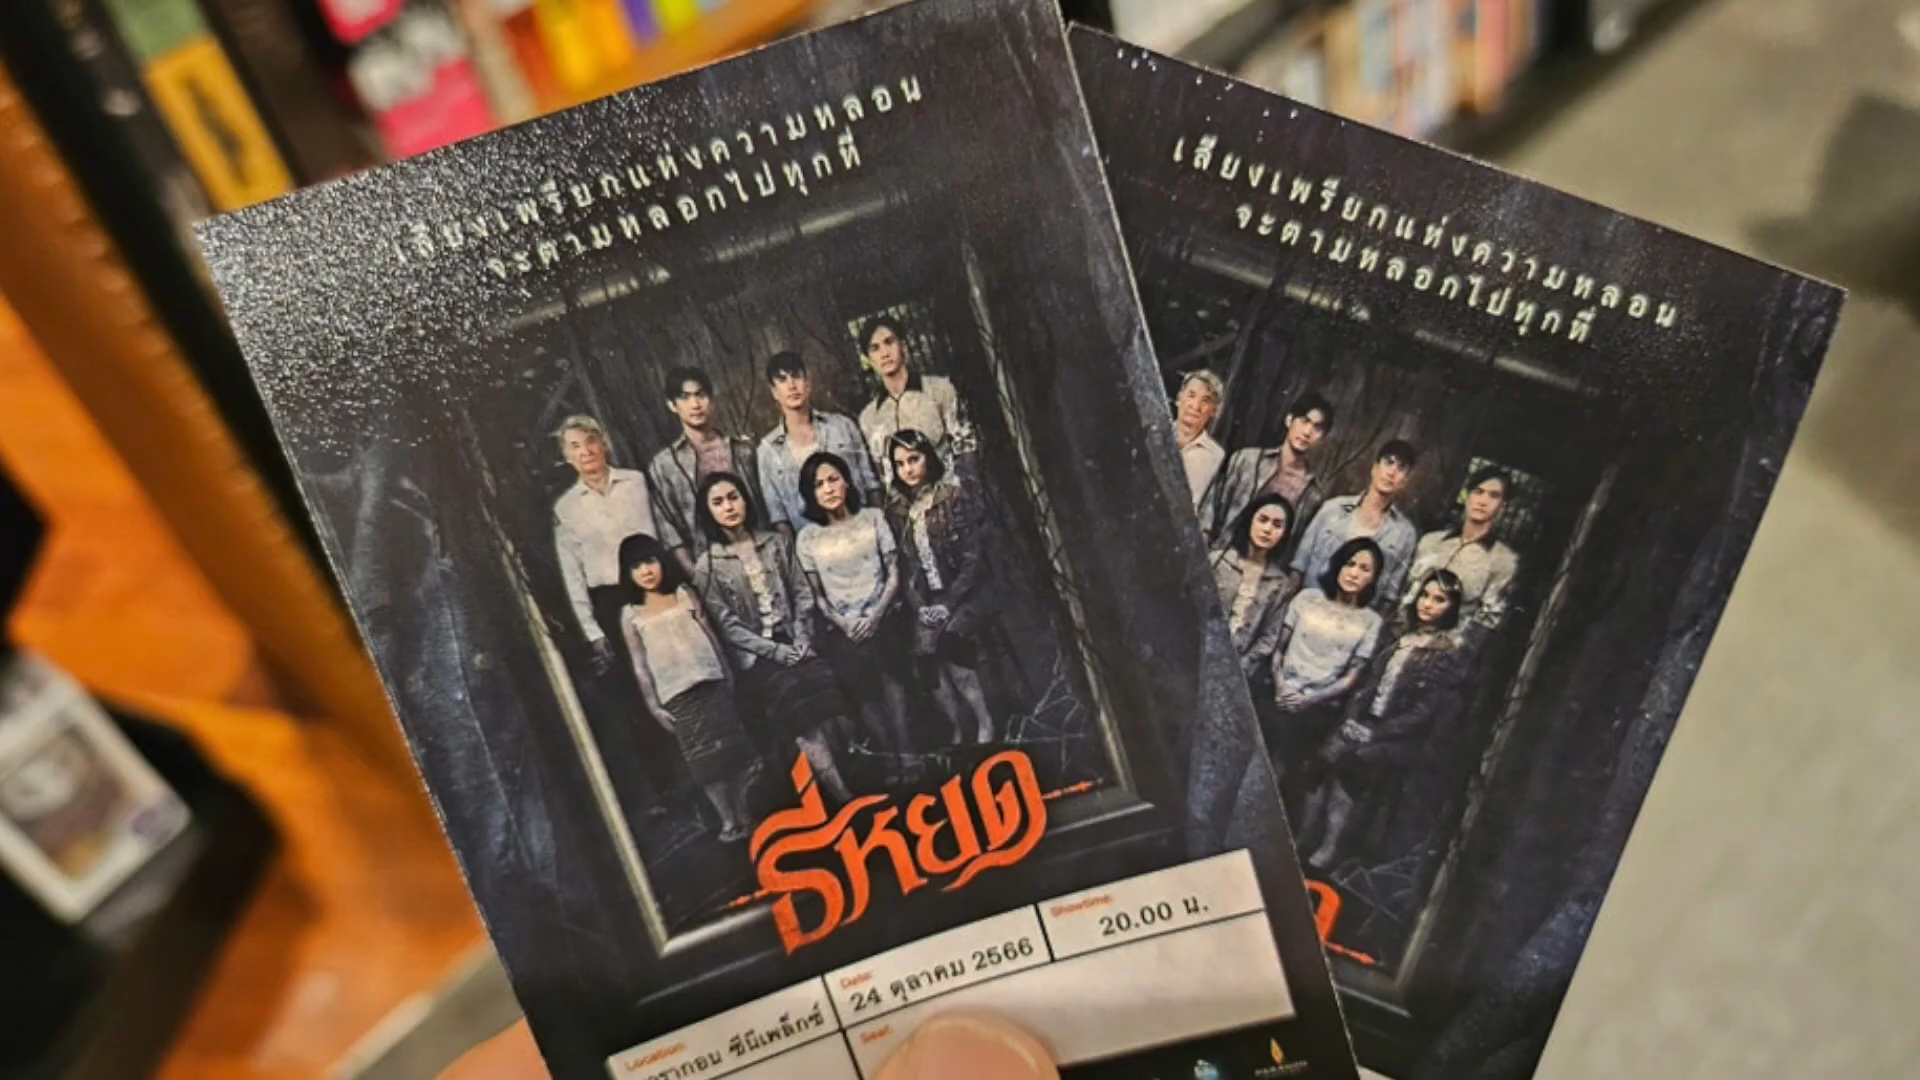 เสียงเพรียกแห่งความหลอน
จะตามหลอกไปทุกที่
ธี่หยด
Location:
ซีนีเพล็กซ์
Date:
24 ตุลาคม 2566
Showtime:
20.00 น.
Seat:
เสียงเพรียกแห่งความหลอน
จะตามหลอกไปทุกที่